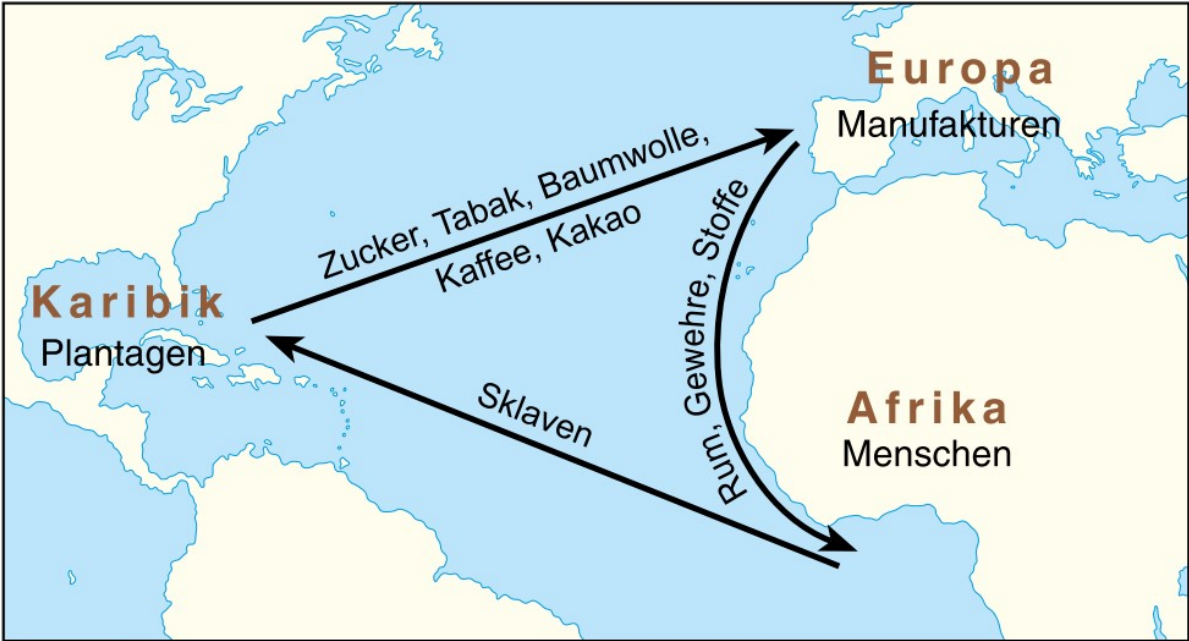 Europa
Manufakturen
Zucker, Tabak, Baumwolle,
Kaffee, Kakao
Rum, Gewehre, Stoffe
Karibik
Plantagen
Sklaven
Afrika
Menschen